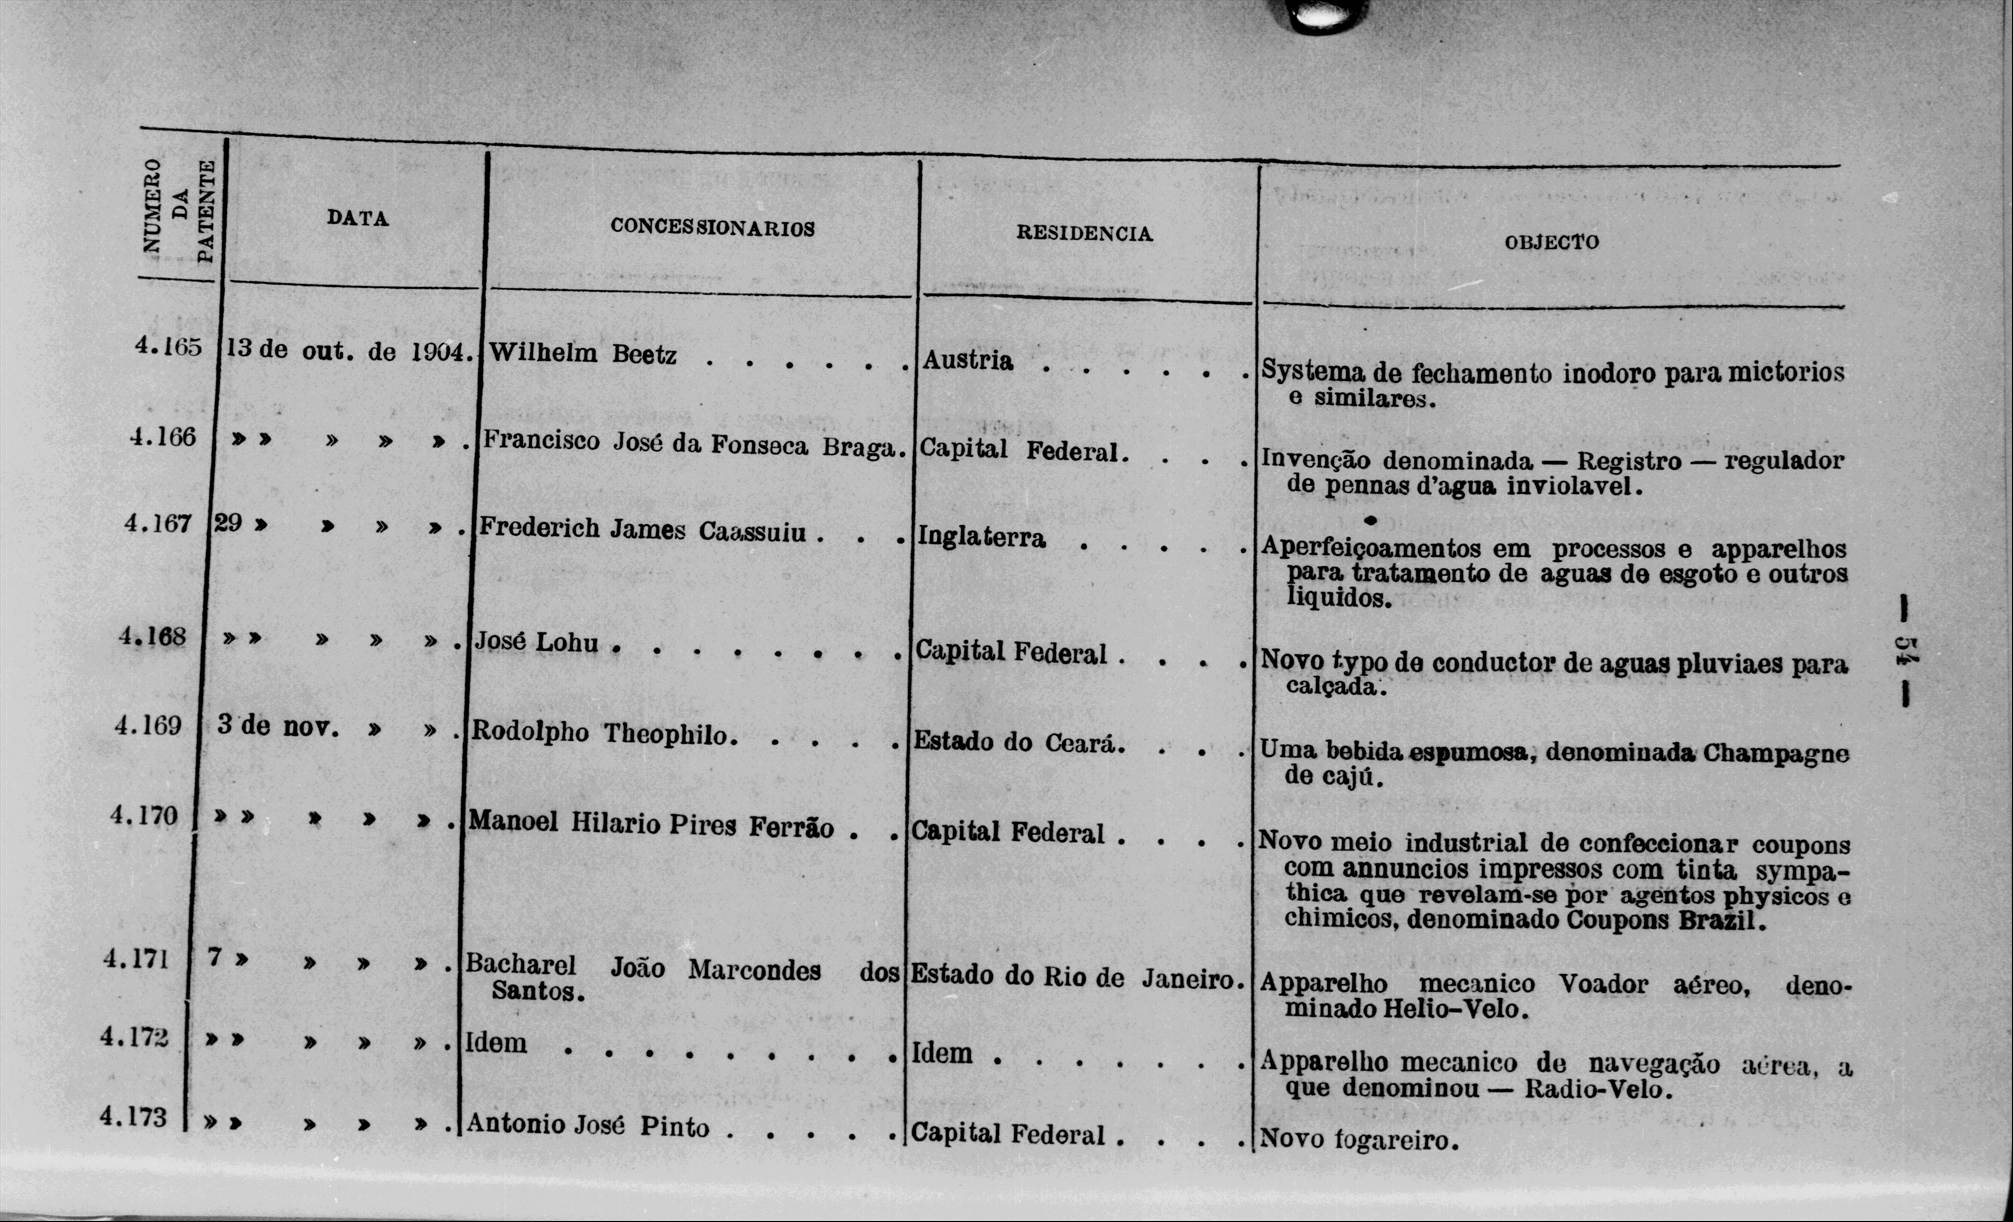 NUMERO DA PATENTE DATA CONCESSIONARIOS RESIDENCIA OBJECTO
4.165 13 de out. de 1904. Wilhelm Beetz . . . . . . Austria . . . . . . Systema de fechamento inodoro para mictorios
e similares.
4.166 » » » » » . Francisco José da Fonseca Braga. Capital Federal. . . . Invenção denominada — Registro — regulador
de pennas d'agua inviolavel.
4.167 29 » » » » . Frederich James Caassuiu . . . Inglaterra . . . . . Aperfeiçoamentos em processos e apparelhos
para tratamento de aguas de esgoto e outros
liquidos.
4.168 » » » » » . José Lohu . . . . . . . . Capital Federal . . . . Novo typo de conductor de aguas pluviaes para
calçada.
4.169 3 de nov. » » . Rodolpho Theophilo. . . . . Estado do Ceará. . . . Uma bebida espumosa, denominada Champagne
de cajú.
4.170 » » » » » . Manoel Hilario Pires Ferrão . . Capital Federal . . . . Novo meio industrial de confeccionar coupons
com annuncios impressos com tinta sympa-
thica que revelam-se por agentos physicos e
chimicos, denominado Coupons Brazil.
4.171 7 » » » » . Bacharel João Marcondes dos Estado do Rio de Janeiro. Apparelho mecanico Voador aéreo, deno-
Santos. minado Helio-Velo.
4.172 » » » » » . Idem . . . . . . . . . Idem . . . . . . . Apparelho mecanico de navegação aérea, a
que denominou — Radio-Velo.
4.173 » » » » » . Antonio José Pinto . . . . . Capital Federal . . . . Novo fogareiro.
— 54 —